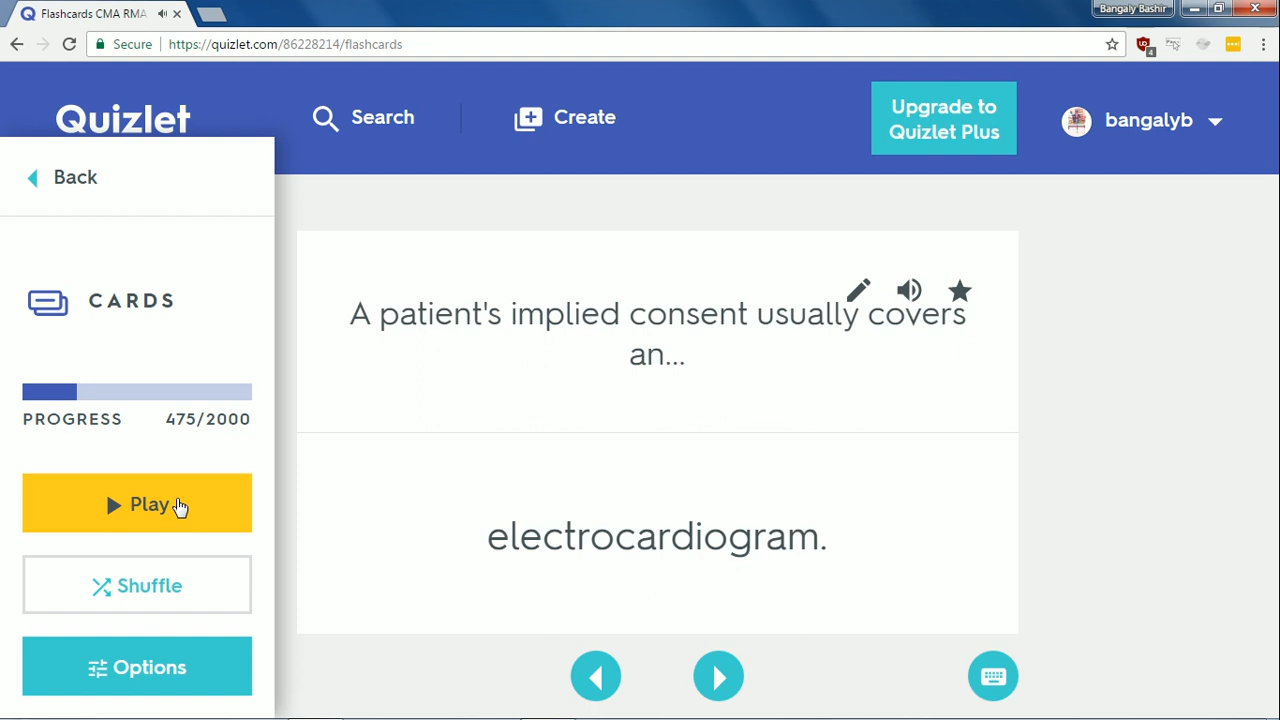 Flashcards CMA RMA
Bangaly Bashir
Secure
https://quizlet.com/86228214/flashcards
4
Quizlet
Search
Create
Upgrade to
Quizlet Plus
bangalyb
Back
CARDS
PROGRESS 475/2000
Play
Shuffle
Options
A patient's implied consent usually covers
an...
electrocardiogram.